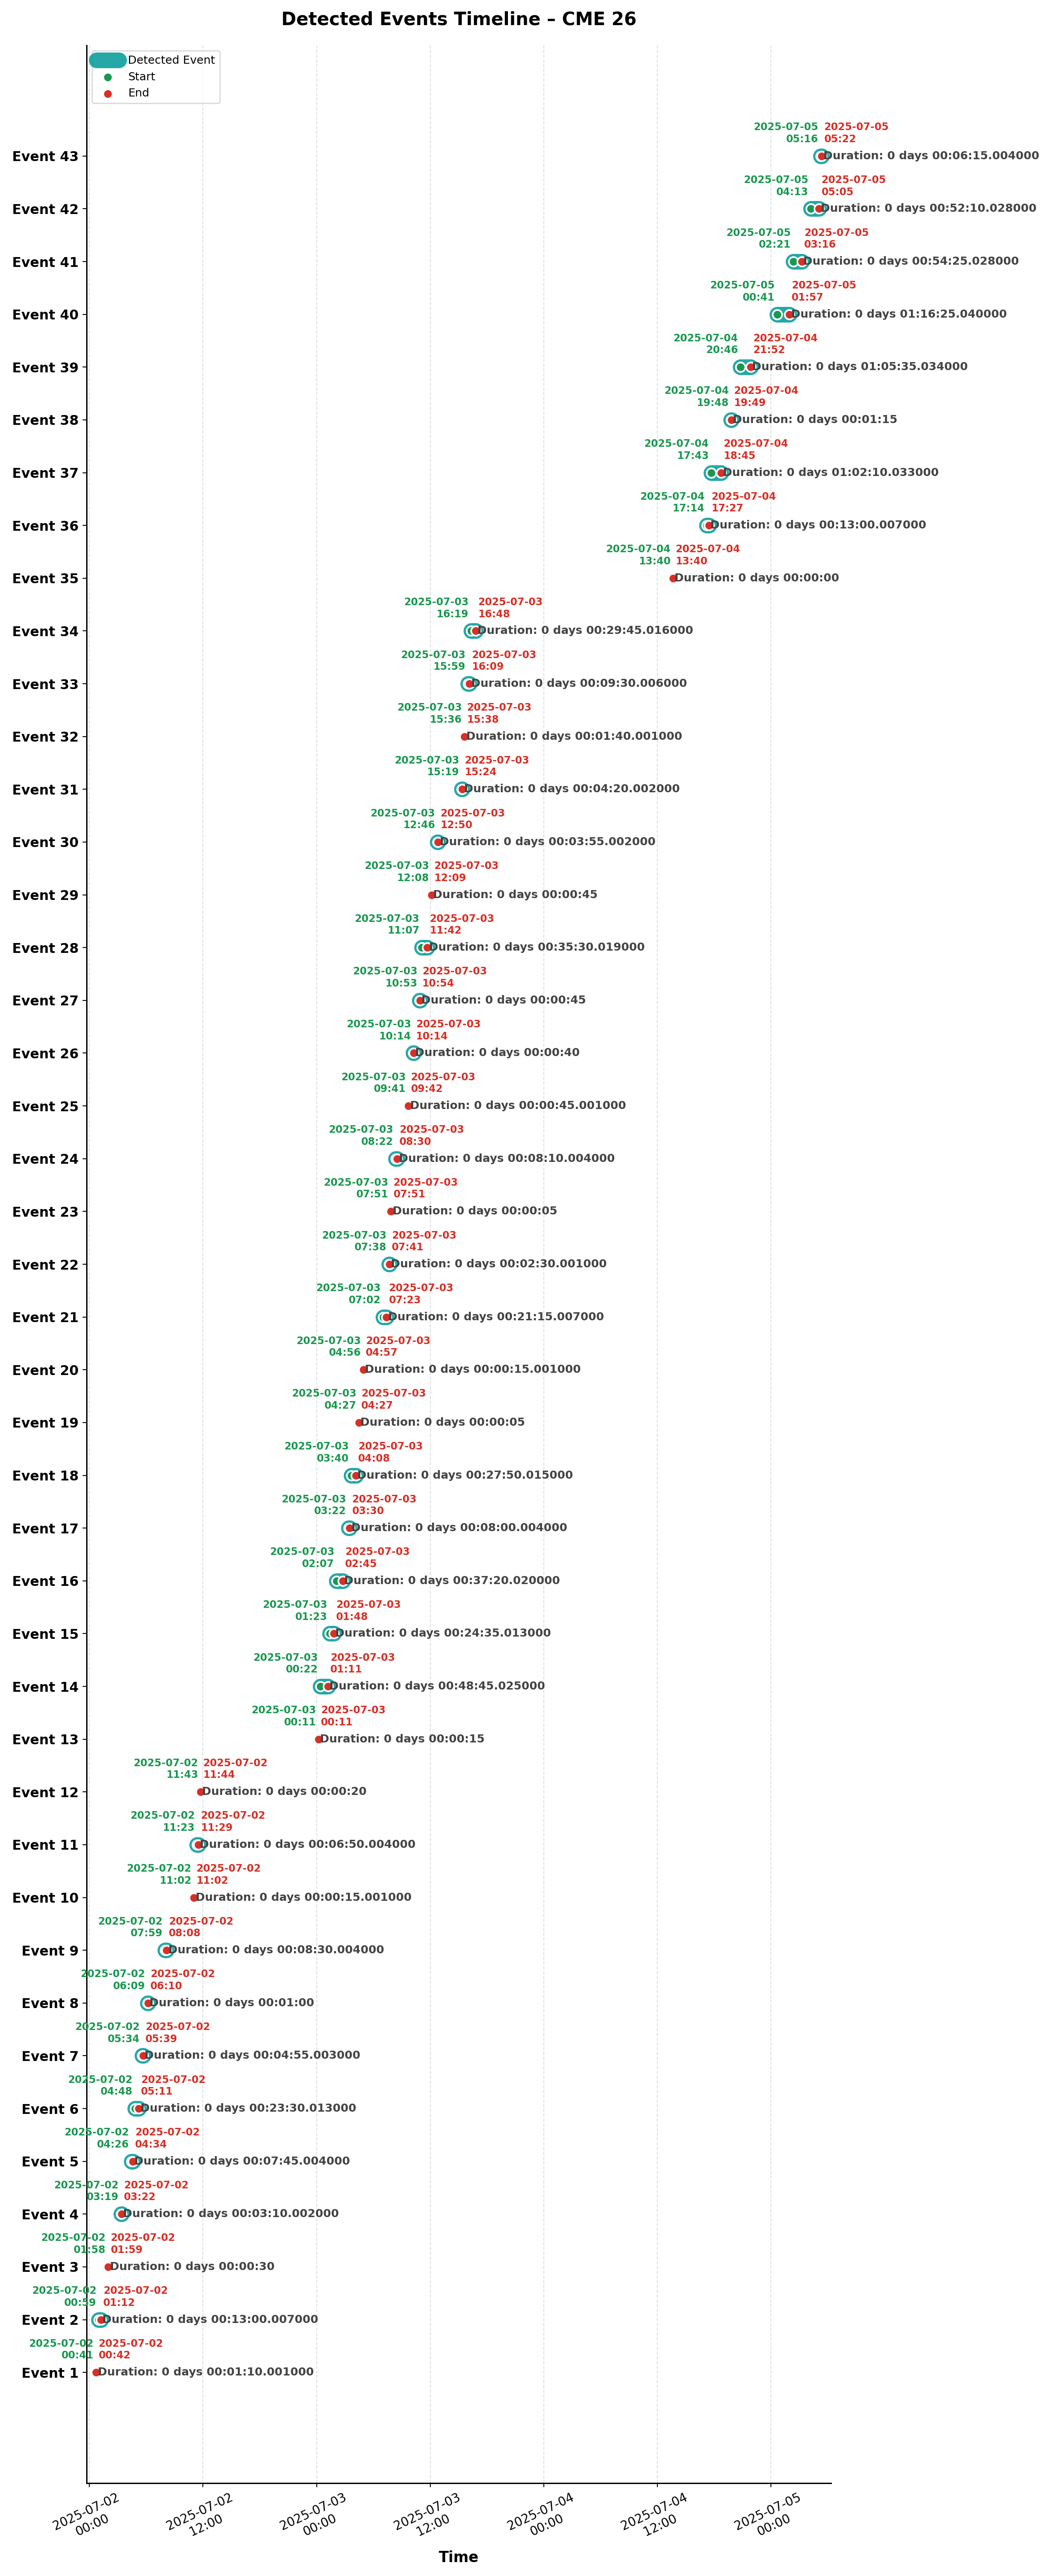 Detected Events Timeline – CME 26
Detected Event
Start
End
2025-07-05 2025-07-05
05:16 05:22
Event 43 Duration: 0 days 00:06:15.004000
2025-07-05 2025-07-05
04:13 05:05
Event 42 Duration: 0 days 00:52:10.028000
2025-07-05 2025-07-05
02:21 03:16
Event 41 Duration: 0 days 00:54:25.028000
2025-07-05 2025-07-05
00:41 01:57
Event 40 Duration: 0 days 01:16:25.040000
2025-07-04 2025-07-04
20:46 21:52
Event 39 Duration: 0 days 01:05:35.034000
2025-07-04 2025-07-04
19:48 19:49
Event 38 Duration: 0 days 00:01:15
2025-07-04 2025-07-04
17:43 18:45
Event 37 Duration: 0 days 01:02:10.033000
2025-07-04 2025-07-04
17:14 17:27
Event 36 Duration: 0 days 00:13:00.007000
2025-07-04 2025-07-04
13:40 13:40
Event 35 Duration: 0 days 00:00:00
2025-07-03 2025-07-03
16:19 16:48
Event 34 Duration: 0 days 00:29:45.016000
2025-07-03 2025-07-03
15:59 16:09
Event 33 Duration: 0 days 00:09:30.006000
2025-07-03 2025-07-03
15:36 15:38
Event 32 Duration: 0 days 00:01:40.001000
2025-07-03 2025-07-03
15:19 15:24
Event 31 Duration: 0 days 00:04:20.002000
2025-07-03 2025-07-03
12:46 12:50
Event 30 Duration: 0 days 00:03:55.002000
2025-07-03 2025-07-03
12:08 12:09
Event 29 Duration: 0 days 00:00:45
2025-07-03 2025-07-03
11:07 11:42
Event 28 Duration: 0 days 00:35:30.019000
2025-07-03 2025-07-03
10:53 10:54
Event 27 Duration: 0 days 00:00:45
2025-07-03 2025-07-03
10:14 10:14
Event 26 Duration: 0 days 00:00:40
2025-07-03 2025-07-03
09:41 09:42
Event 25 Duration: 0 days 00:00:45.001000
2025-07-03 2025-07-03
08:22 08:30
Event 24 Duration: 0 days 00:08:10.004000
2025-07-03 2025-07-03
07:51 07:51
Event 23 Duration: 0 days 00:00:05
2025-07-03 2025-07-03
07:38 07:41
Event 22 Duration: 0 days 00:02:30.001000
2025-07-03 2025-07-03
07:02 07:23
Event 21 Duration: 0 days 00:21:15.007000
2025-07-03 2025-07-03
04:56 04:57
Event 20 Duration: 0 days 00:00:15.001000
2025-07-03 2025-07-03
04:27 04:27
Event 19 Duration: 0 days 00:00:05
2025-07-03 2025-07-03
03:40 04:08
Event 18 Duration: 0 days 00:27:50.015000
2025-07-03 2025-07-03
03:22 03:30
Event 17 Duration: 0 days 00:08:00.004000
2025-07-03 2025-07-03
02:07 02:45
Event 16 Duration: 0 days 00:37:20.020000
2025-07-03 2025-07-03
01:23 01:48
Event 15 Duration: 0 days 00:24:35.013000
2025-07-03 2025-07-03
00:22 01:11
Event 14 Duration: 0 days 00:48:45.025000
2025-07-03 2025-07-03
00:11 00:11
Event 13 Duration: 0 days 00:00:15
2025-07-02 2025-07-02
11:43 11:44
Event 12 Duration: 0 days 00:00:20
2025-07-02 2025-07-02
11:23 11:29
Event 11 Duration: 0 days 00:06:50.004000
2025-07-02 2025-07-02
11:02 11:02
Event 10 Duration: 0 days 00:00:15.001000
2025-07-02 2025-07-02
07:59 08:08
Event 9 Duration: 0 days 00:08:30.004000
2025-07-02 2025-07-02
06:09 06:10
Event 8 Duration: 0 days 00:01:00
2025-07-02 2025-07-02
05:34 05:39
Event 7 Duration: 0 days 00:04:55.003000
2025-07-02 2025-07-02
04:48 05:11
Event 6 Duration: 0 days 00:23:30.013000
2025-07-02 2025-07-02
04:26 04:34
Event 5 Duration: 0 days 00:07:45.004000
2025-07-02 2025-07-02
03:19 03:22
Event 4 Duration: 0 days 00:03:10.002000
2025-07-02 2025-07-02
01:58 01:59
Event 3 Duration: 0 days 00:00:30
2025-07-02 2025-07-02
00:59 01:12
Event 2 Duration: 0 days 00:13:00.007000
2025-07-02 2025-07-02
00:41 00:42
Event 1 Duration: 0 days 00:01:10.001000
2025-07-02 00:00
2025-07-02 12:00
2025-07-03 00:00
2025-07-03 12:00
2025-07-04 00:00
2025-07-04 12:00
2025-07-05 00:00
Time